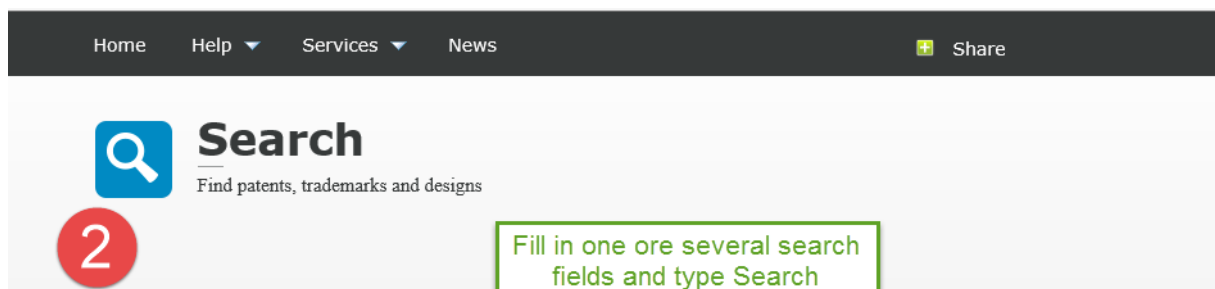 Home Help Services News Share
Search
Find patents, trademarks and designs
2
Fill in one ore several search
fields and type Search